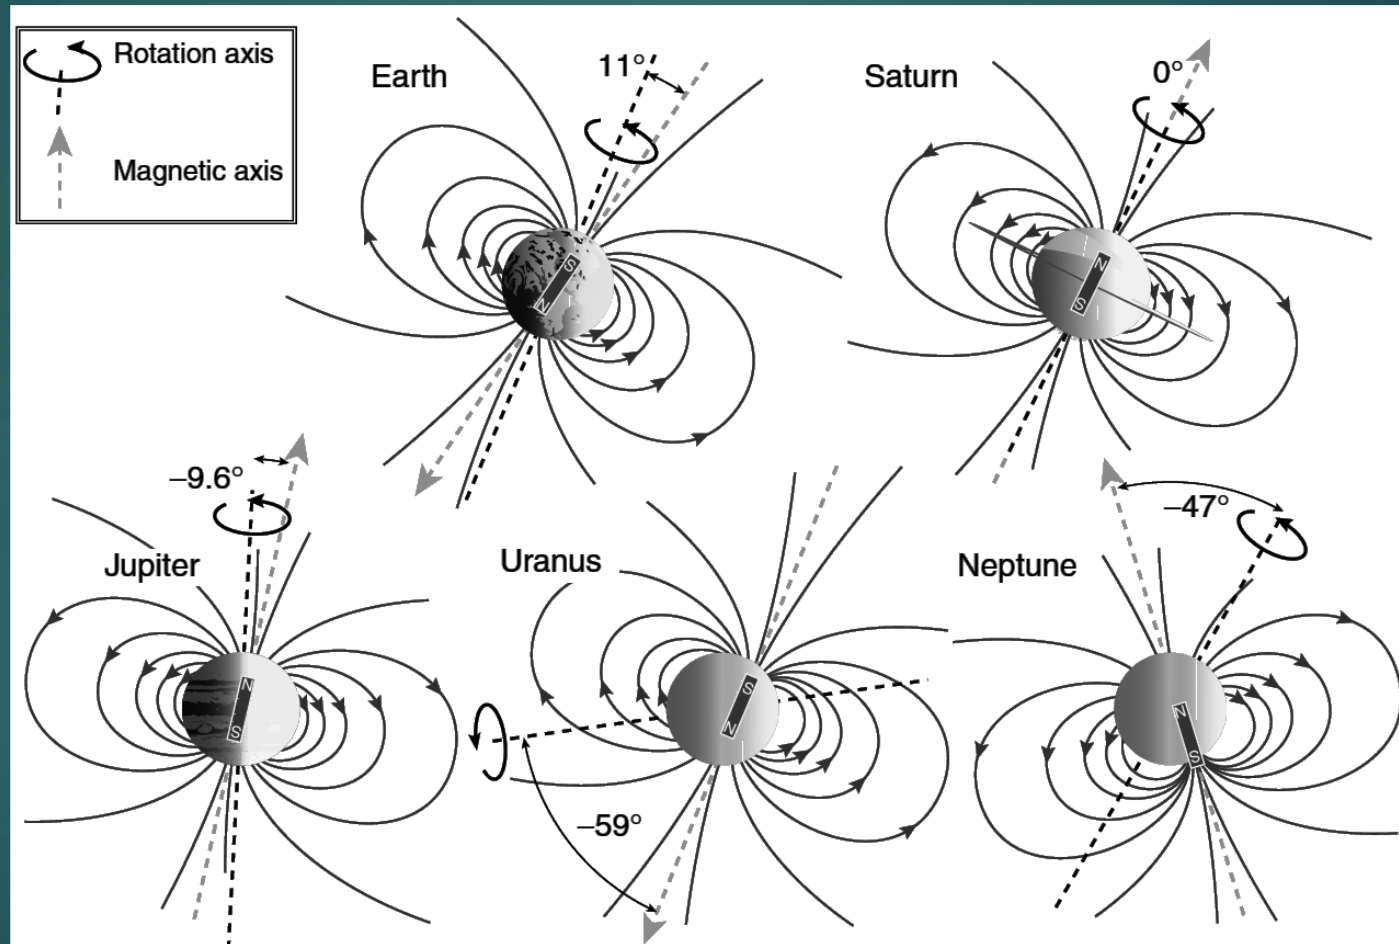 Rotation axis
Magnetic axis
Earth
11°
S
N
Saturn
0°
N
S
Jupiter
–9.6°
N
S
Uranus
–59°
S
N
Neptune
–47°
N
S